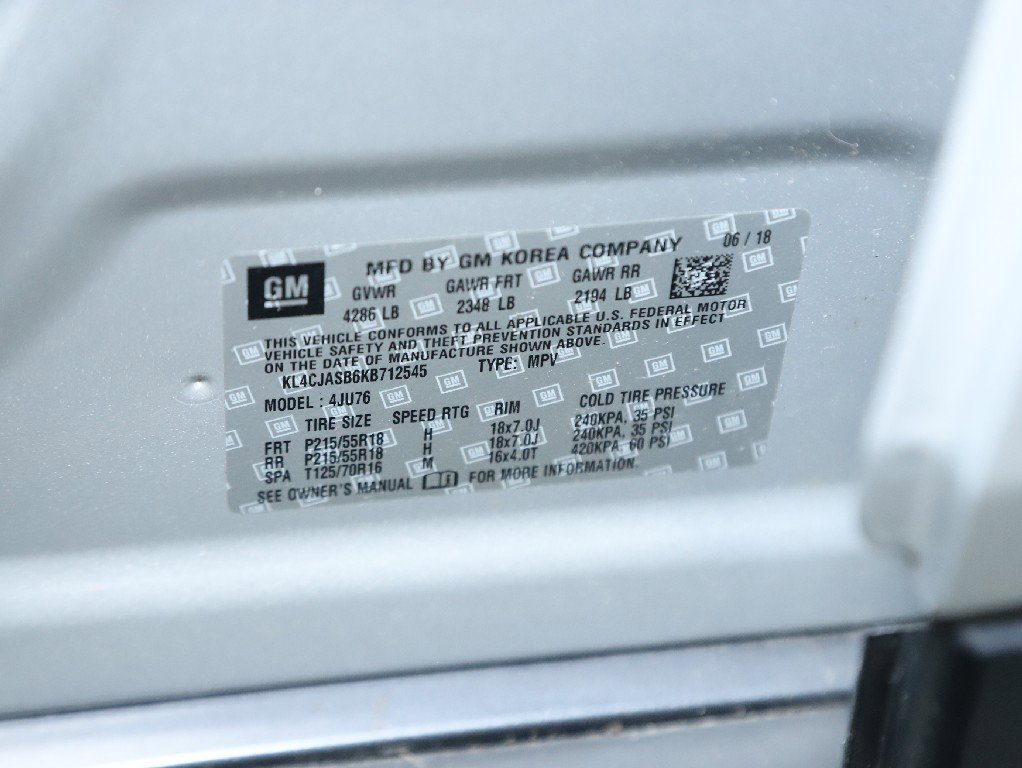 GM
MFD BY GM KOREA COMPANY 06 / 18
GVWR GAWR FRT GAWR RR
4286 LB 2348 LB 2194 LB
THIS VEHICLE CONFORMS TO ALL APPLICABLE U.S. FEDERAL MOTOR
VEHICLE SAFETY AND THEFT PREVENTION STANDARDS IN EFFECT
ON THE DATE OF MANUFACTURE SHOWN ABOVE.
KL4CJASB6KB712545 TYPE: MPV
MODEL : 4JU76
TIRE SIZE SPEED RTG RIM COLD TIRE PRESSURE
FRT P215/55R18 H 18x7.0J 240KPA, 35 PSI
RR P215/55R18 H 18x7.0J 240KPA, 35 PSI
SPA T125/70R16 M 16x4.0T 420KPA, 60 PSI
SEE OWNER'S MANUAL FOR MORE INFORMATION.